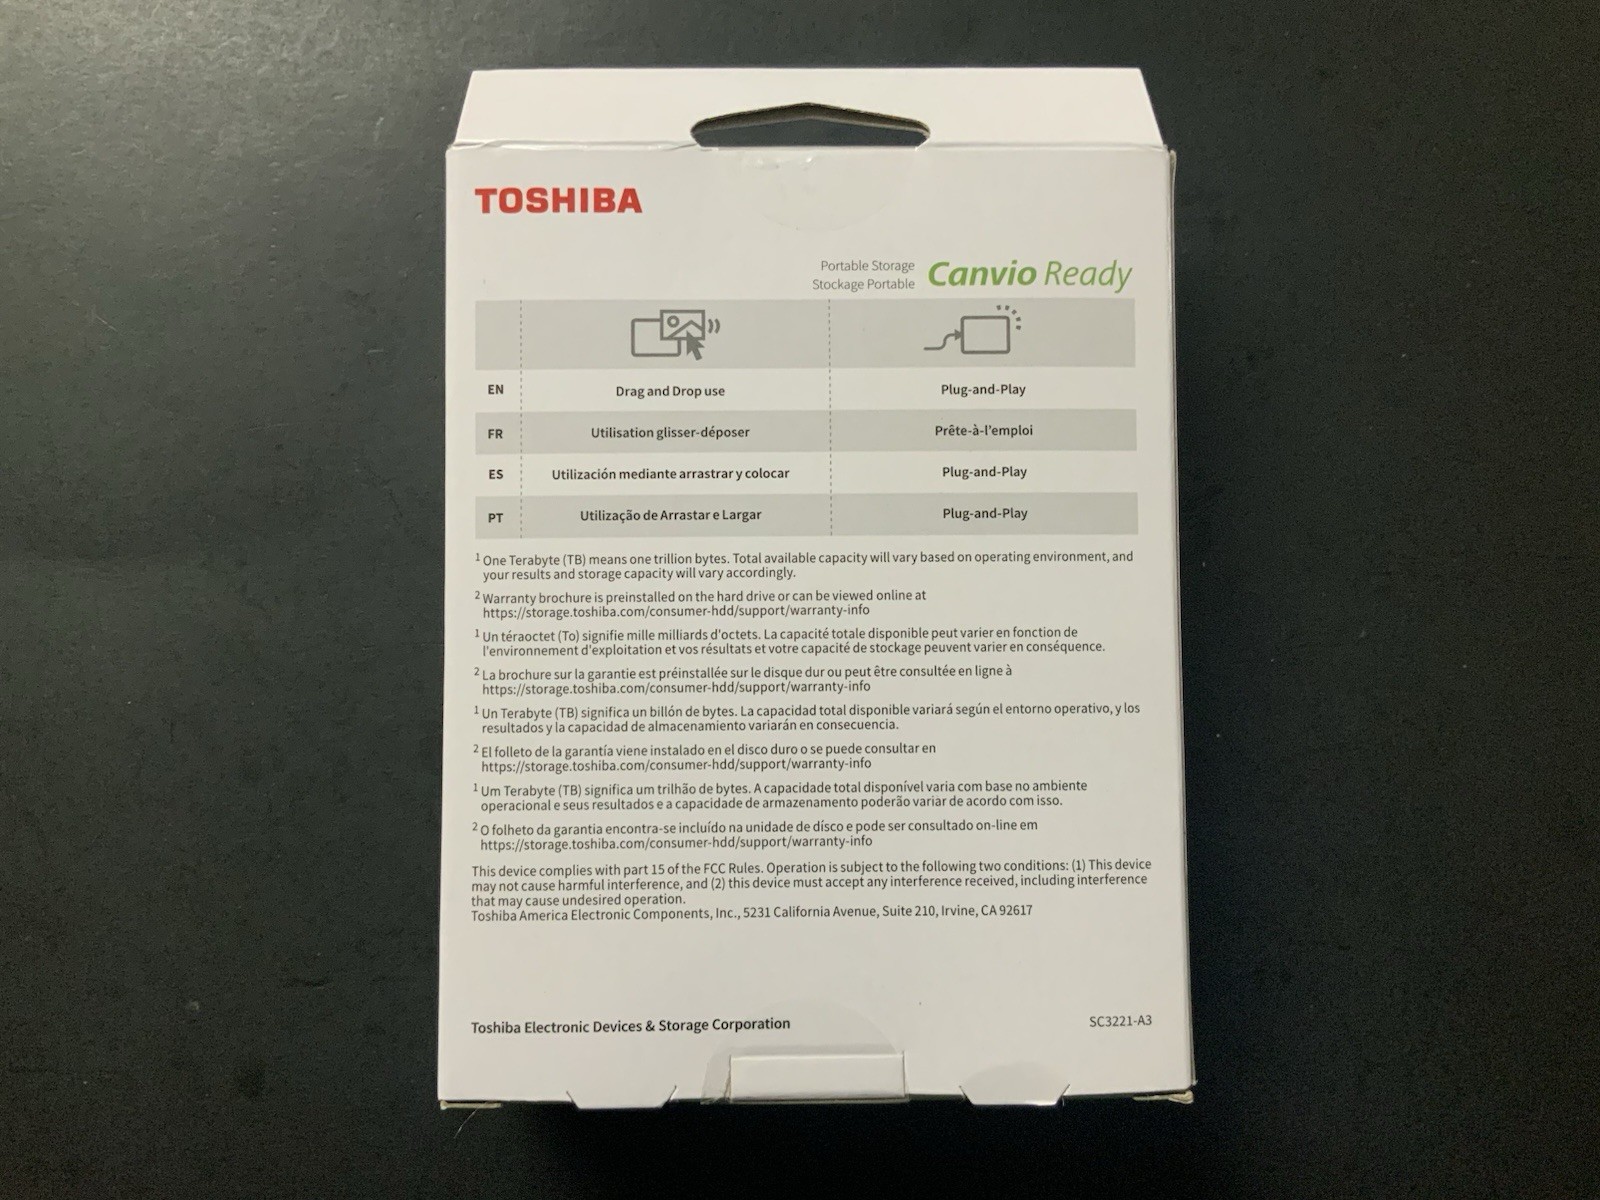 TOSHIBA
Portable Storage
Stockage Portable
Canvio Ready
EN Drag and Drop use Plug-and-Play
FR Utilisation glisser-déposer Prête-à-l'emploi
ES Utilización mediante arrastrar y colocar Plug-and-Play
PT Utilização de Arrastar e Largar Plug-and-Play
1 One Terabyte (TB) means one trillion bytes. Total available capacity will vary based on operating environment, and
your results and storage capacity will vary accordingly.
2 Warranty brochure is preinstalled on the hard drive or can be viewed online at
https://storage.toshiba.com/consumer-hdd/support/warranty-info
1 Un téraoctet (To) signifie mille milliards d'octets. La capacité totale disponible peut varier en fonction de
l'environnement d'exploitation et vos résultats et votre capacité de stockage peuvent varier en conséquence.
2 La brochure sur la garantie est préinstallée sur le disque dur ou peut être consultée en ligne à
https://storage.toshiba.com/consumer-hdd/support/warranty-info
1 Un Terabyte (TB) significa un billón de bytes. La capacidad total disponible variará según el entorno operativo, y los
resultados y la capacidad de almacenamiento variarán en consecuencia.
2 El folleto de la garantía viene instalado en el disco duro o se puede consultar en
https://storage.toshiba.com/consumer-hdd/support/warranty-info
1 Um Terabyte (TB) significa um trilhão de bytes. A capacidade total disponível varia com base no ambiente
operacional e seus resultados e a capacidade de armazenamento poderão variar de acordo com isso.
2 O folheto da garantia encontra-se incluído na unidade de dísco e pode ser consultado on-line em
https://storage.toshiba.com/consumer-hdd/support/warranty-info
This device complies with part 15 of the FCC Rules. Operation is subject to the following two conditions: (1) This device
may not cause harmful interference, and (2) this device must accept any interference received, including interference
that may cause undesired operation.
Toshiba America Electronic Components, Inc., 5231 California Avenue, Suite 210, Irvine, CA 92617
Toshiba Electronic Devices & Storage Corporation
SC3221-A3